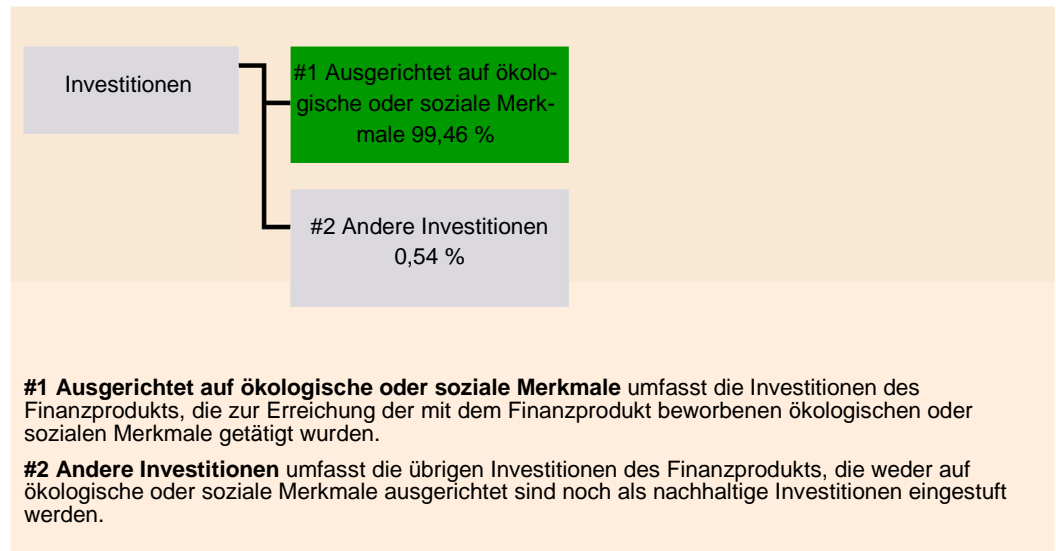 Investitionen
#1 Ausgerichtet auf ökolo-
gische oder soziale Merk-
male 99,46 %
#2 Andere Investitionen
0,54 %
#1 Ausgerichtet auf ökologische oder soziale Merkmale umfasst die Investitionen des
Finanzprodukts, die zur Erreichung der mit dem Finanzprodukt beworbenen ökologischen oder
sozialen Merkmale getätigt wurden.
#2 Andere Investitionen umfasst die übrigen Investitionen des Finanzprodukts, die weder auf
ökologische oder soziale Merkmale ausgerichtet sind noch als nachhaltige Investitionen eingestuft
werden.